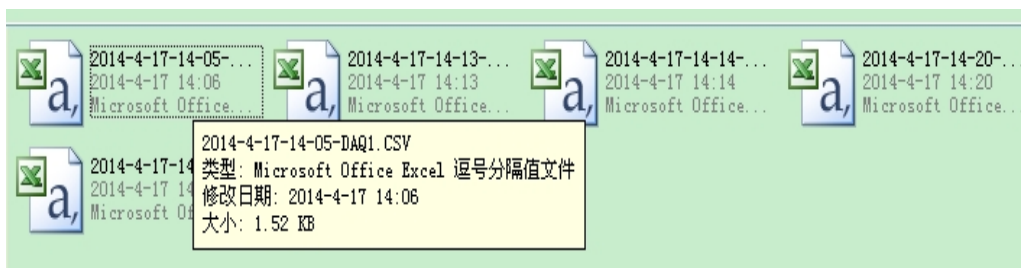 2014-4-17-14-05-...
2014-4-17 14:06
Microsoft Office...
2014-4-17-14-13-...
2014-4-17 14:13
Microsoft Office...
2014-4-17-14-14-...
2014-4-17 14:14
Microsoft Office...
2014-4-17-14-20-...
2014-4-17 14:20
Microsoft Office...
2014-4-17-14
2014-4-17 14
Microsoft Of
2014-4-17-14-05-DAQ1.CSV
类型: Microsoft Office Excel 逗号分隔值文件
修改日期: 2014-4-17 14:06
大小: 1.52 KB